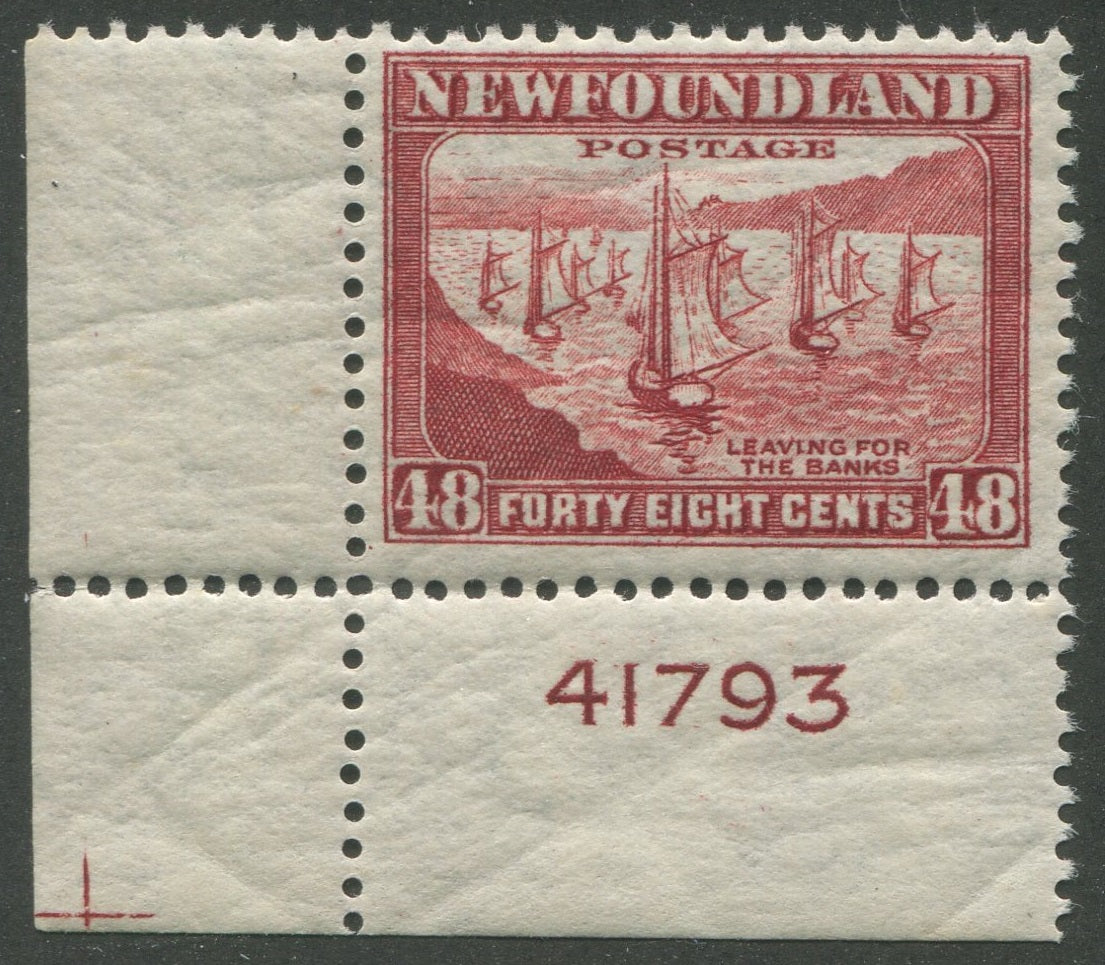 NEWFOUNDLAND
POSTAGE
LEAVING FOR
THE BANKS
48 FORTY EIGHT CENTS 48
41793